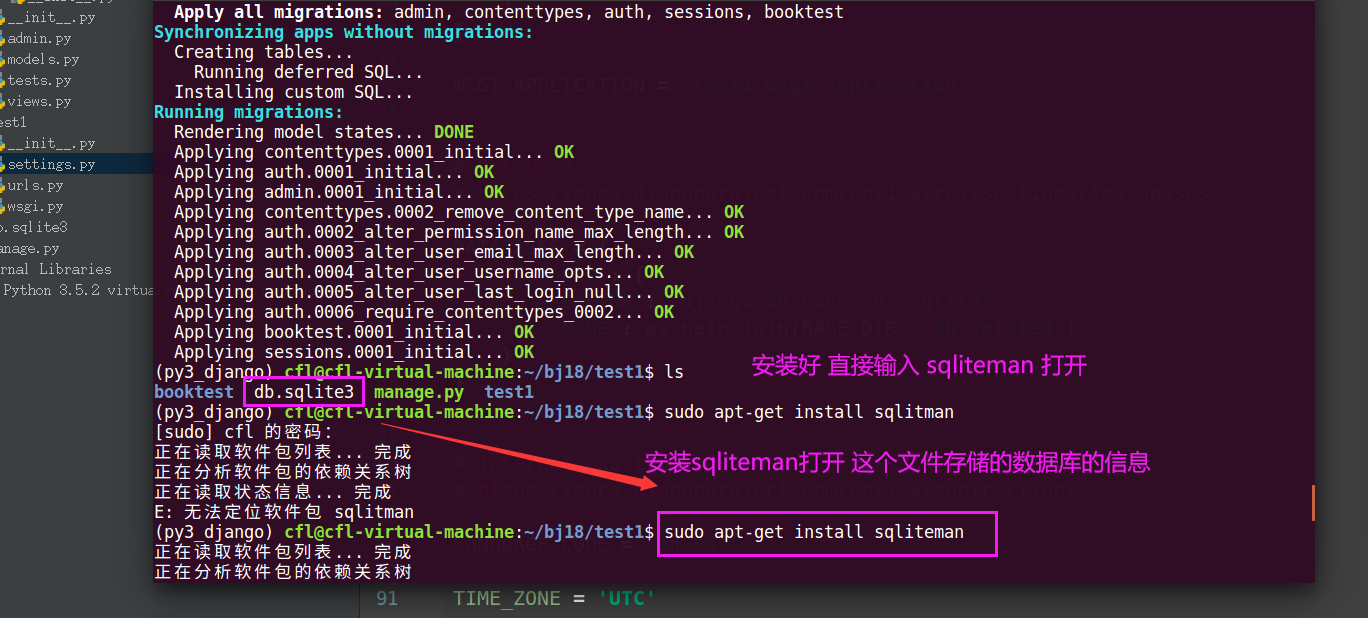 __init__.py
admin.py
models.py
tests.py
views.py
est1
__init__.py
settings.py
urls.py
wsgi.py
o.sqlite3
anage.py
rnal Libraries
Python 3.5.2 virtua
Apply all migrations: admin, contenttypes, auth, sessions, booktest
Synchronizing apps without migrations:
Creating tables...
Running deferred SQL...
Installing custom SQL...
Running migrations:
Rendering model states... DONE
Applying contenttypes.0001_initial... OK
Applying auth.0001_initial... OK
Applying admin.0001_initial... OK
Applying contenttypes.0002_remove_content_type_name... OK
Applying auth.0002_alter_permission_name_max_length... OK
Applying auth.0003_alter_user_email_max_length... OK
Applying auth.0004_alter_user_username_opts... OK
Applying auth.0005_alter_user_last_login_null... OK
Applying auth.0006_require_contenttypes_0002... OK
Applying booktest.0001_initial... OK
Applying sessions.0001_initial... OK
(py3_django) cfl@cfl-virtual-machine:~/bj18/test1$ ls
安装好 直接输入 sqliteman 打开
booktest db.sqlite3 manage.py test1
(py3_django) cfl@cfl-virtual-machine:~/bj18/test1$ sudo apt-get install sqlitman
[sudo] cfl 的密码:
正在读取软件包列表... 完成
安装sqliteman打开 这个文件存储的数据库的信息
正在分析软件包的依赖关系树
正在读取状态信息... 完成
E: 无法定位软件包 sqlitman
(py3_django) cfl@cfl-virtual-machine:~/bj18/test1$ sudo apt-get install sqliteman
正在读取软件包列表... 完成
正在分析软件包的依赖关系树
91 TIME_ZONE = 'UTC'